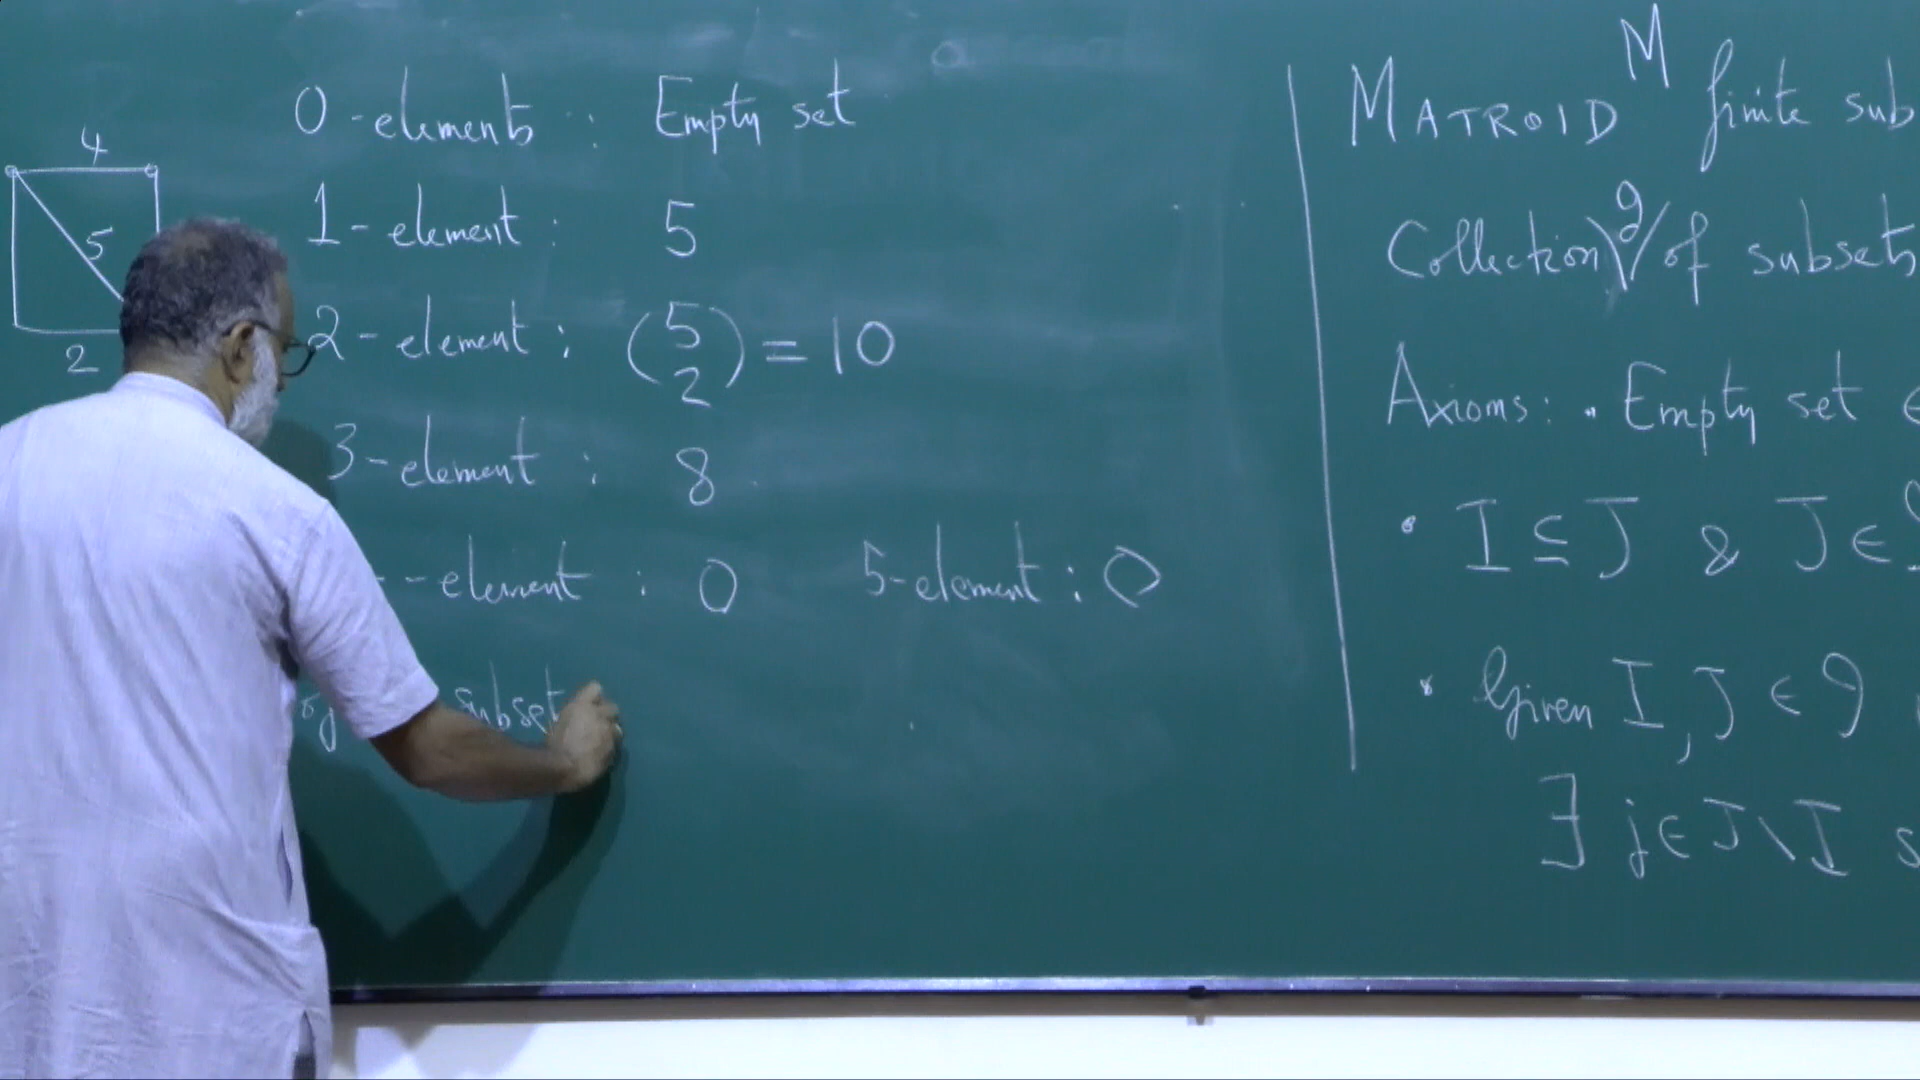 4
5
2
0-elements : Empty set
1-element : 5
2-element : (5 2) = 10
3-element : 8
-element : 0 5-element : 0
subset
MATROID M finite sub
Collection g of subsets
Axioms: • Empty set ∈
• I ⊆ J & J ∈
• Given I, J ∈ g
∃ j ∈ J \ I s